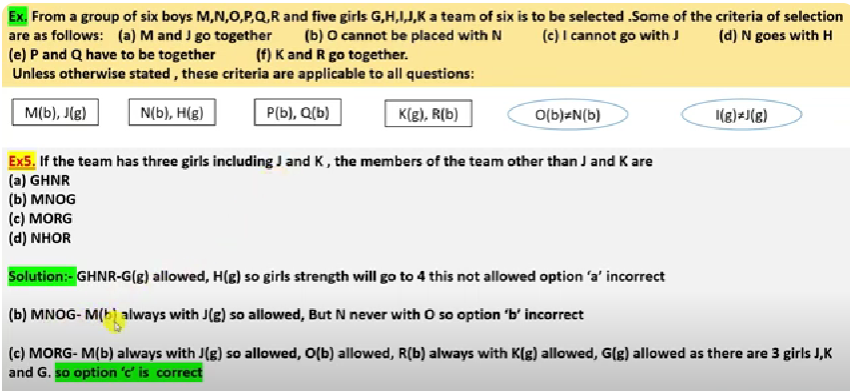 Ex. From a group of six boys M,N,O,P,Q,R and five girls G,H,I,J,K a team of six is to be selected .Some of the criteria of selection
are as follows: (a) M and J go together (b) O cannot be placed with N (c) I cannot go with J (d) N goes with H
(e) P and Q have to be together (f) K and R go together.
Unless otherwise stated , these criteria are applicable to all questions:
M(b), J(g) N(b), H(g) P(b), Q(b) K(g), R(b) O(b)≠N(b) I(g)≠J(g)
Ex5. If the team has three girls including J and K , the members of the team other than J and K are
(a) GHNR
(b) MNOG
(c) MORG
(d) NHOR
Solution:- GHNR-G(g) allowed, H(g) so girls strength will go to 4 this not allowed option ‘a’ incorrect
(b) MNOG- M(b) always with J(g) so allowed, But N never with O so option ‘b’ incorrect
(c) MORG- M(b) always with J(g) so allowed, O(b) allowed, R(b) always with K(g) allowed, G(g) allowed as there are 3 girls J,K
and G. so option ‘c’ is correct